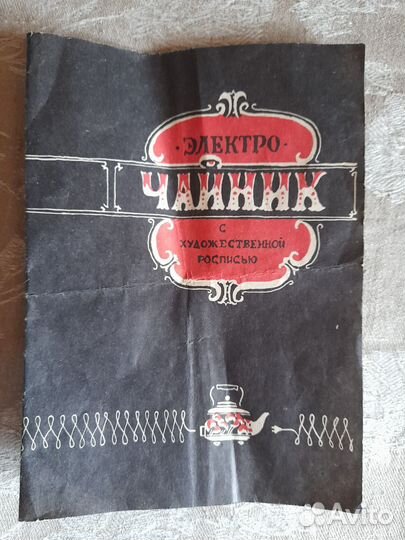 ·ЭЛЕКТРО·
ЧАЙНИК
С
ХУДОЖЕСТВЕННОЙ
РОСПИСЬЮ
Avito